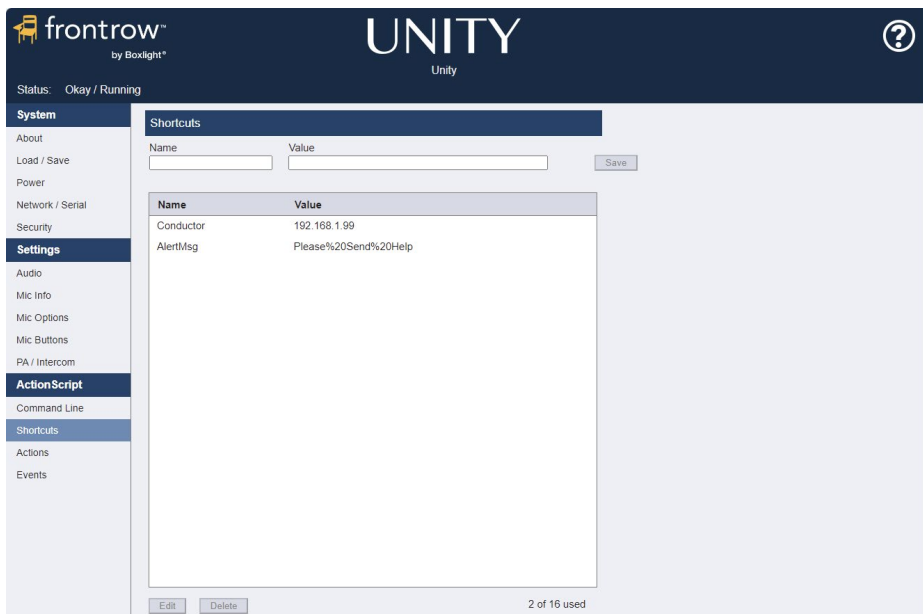 frontrow™
by Boxlight®
UNITY
Unity
?
Status: Okay / Running
System
About
Load / Save
Power
Network / Serial
Security
Settings
Audio
Mic Info
Mic Options
Mic Buttons
PA / Intercom
ActionScript
Command Line
Shortcuts
Actions
Events
Shortcuts
Name Value
Save
Name Value
Conductor 192.168.1.99
AlertMsg Please%20Send%20Help
Edit Delete 2 of 16 used